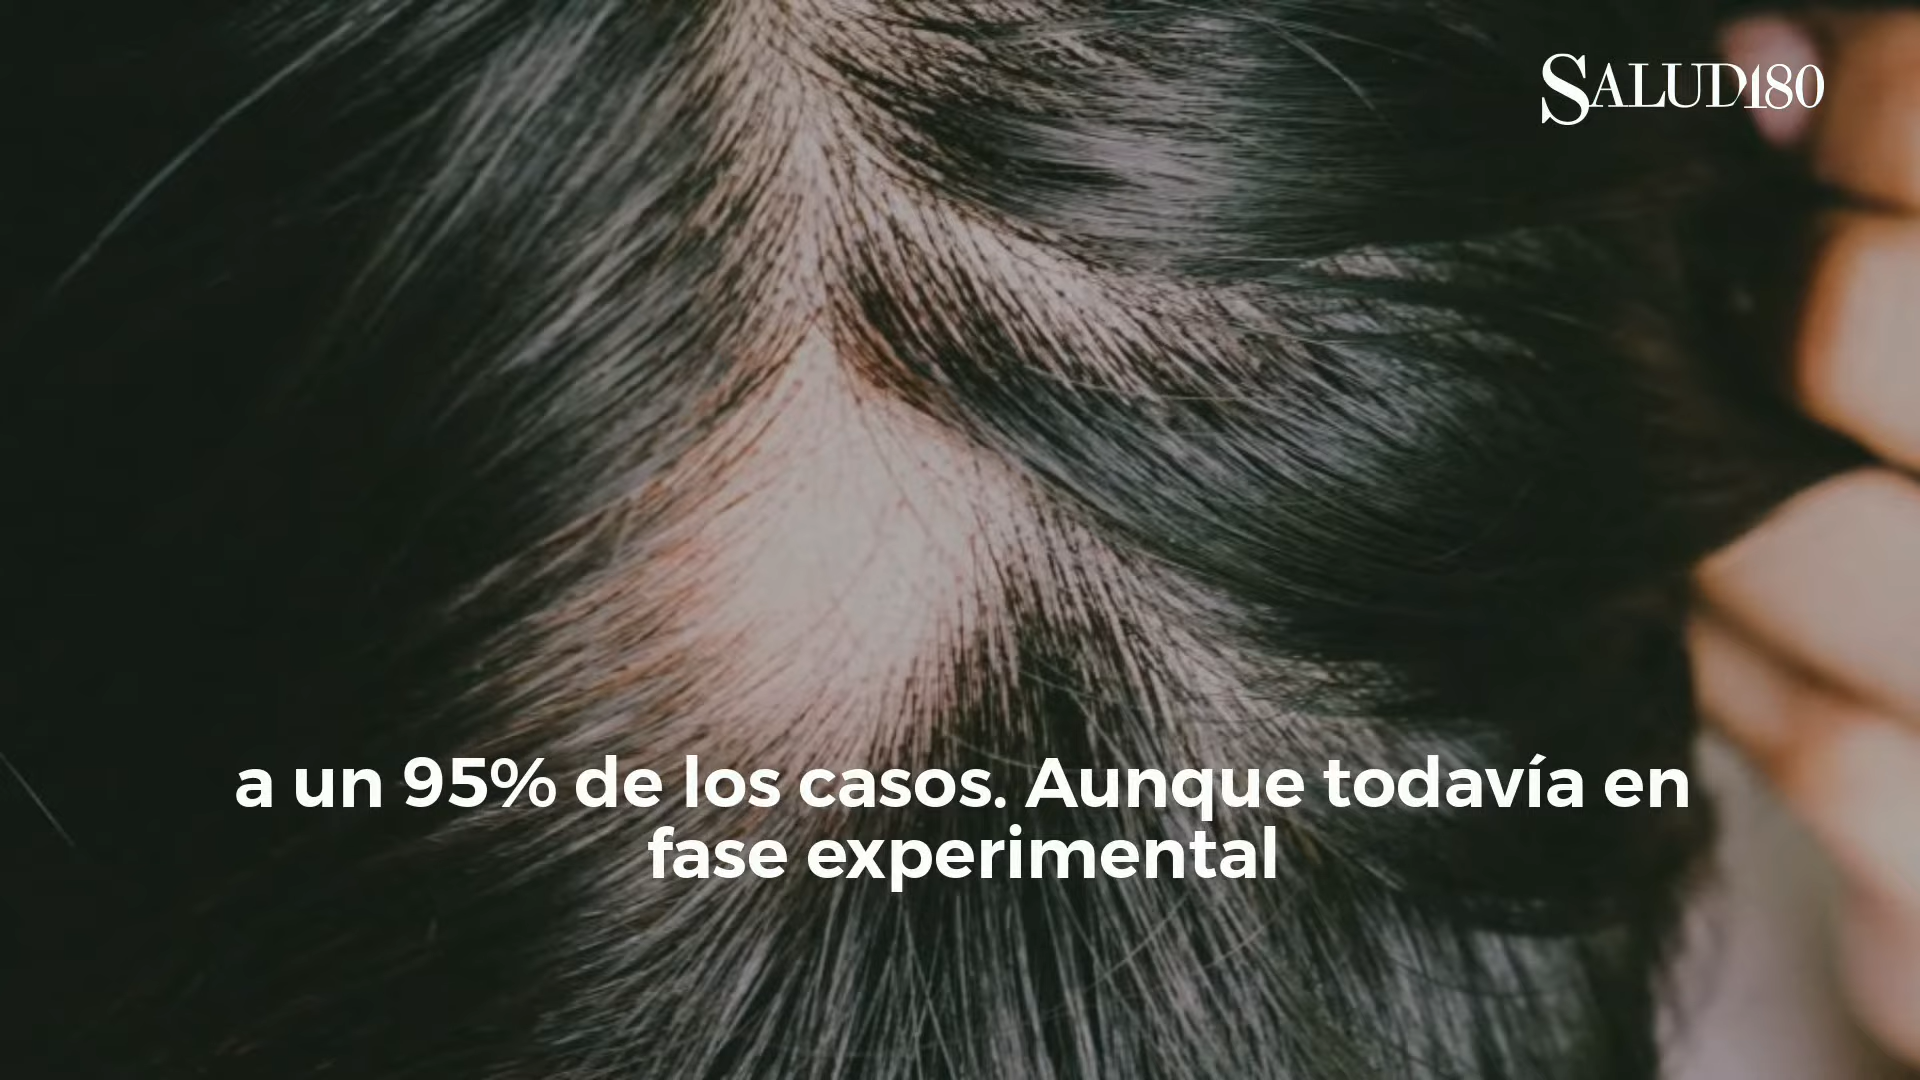 SALUD180
a un 95% de los casos. Aunque todavía en
fase experimental